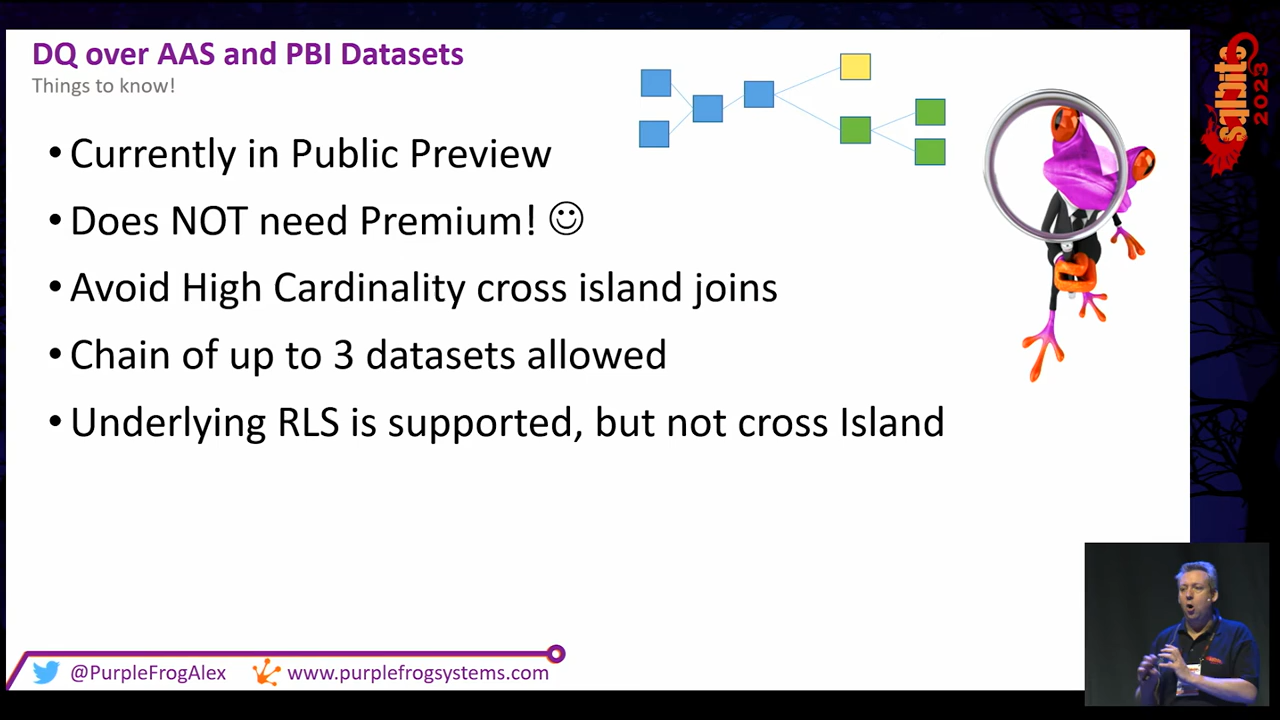 DQ over AAS and PBI Datasets
Things to know!
• Currently in Public Preview
• Does NOT need Premium! ☺
• Avoid High Cardinality cross island joins
• Chain of up to 3 datasets allowed
• Underlying RLS is supported, but not cross Island
sqlbits
2023
@PurpleFrogAlex
www.purplefrogsystems.com